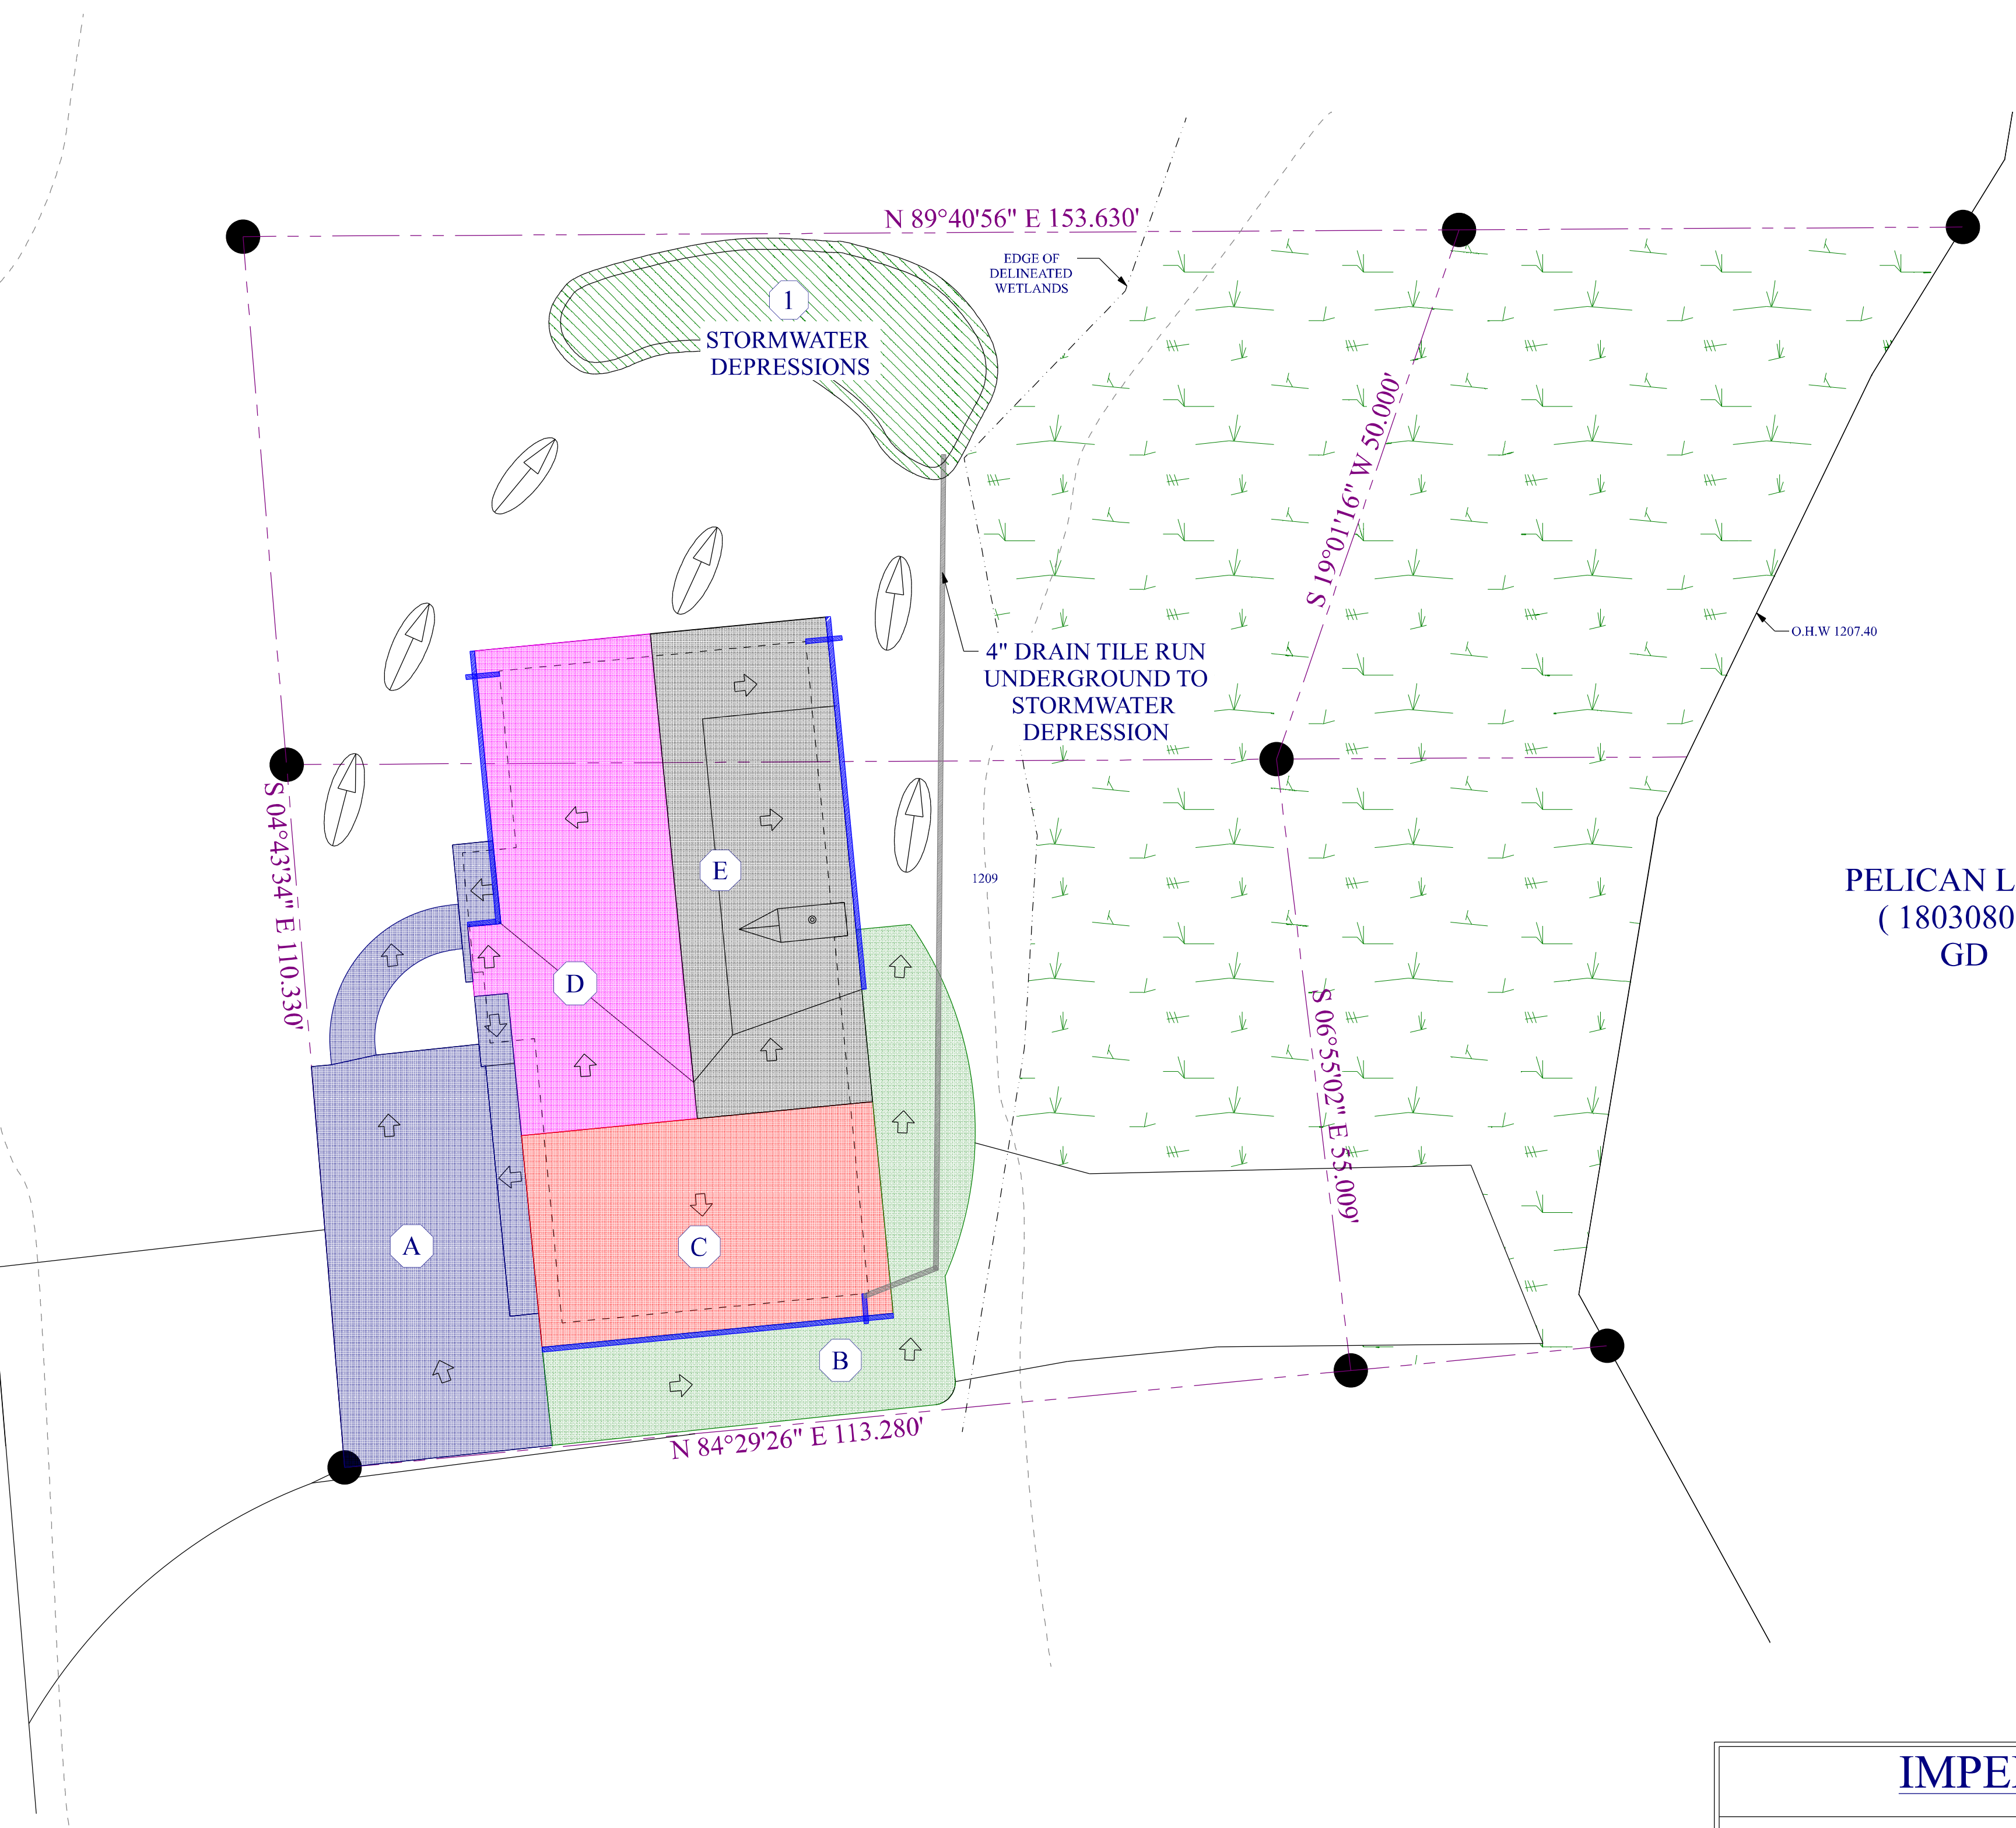 N 89°40'56" E 153.630'
EDGE OF
DELINEATED
WETLANDS
1
STORMWATER
DEPRESSIONS
S 19°01'16" W 50.000'
O.H.W 1207.40
4" DRAIN TILE RUN
UNDERGROUND TO
STORMWATER
DEPRESSION
S 04°43'34" E 110.330'
E
1209
PELICAN L
( 1803080
GD
D
S 06°55'02" E 55.009'
A
C
B
N 84°29'26" E 113.280'